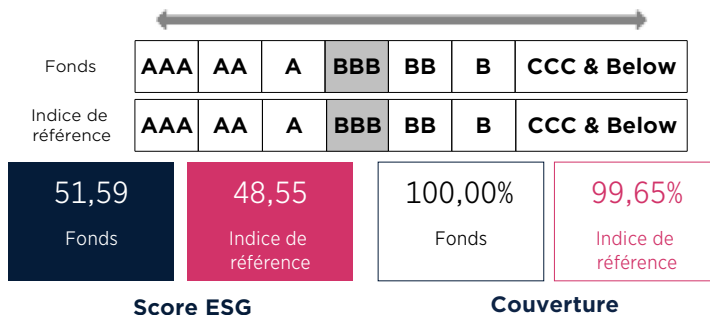 Fonds AAA AA A BBB BB B CCC & Below
Indice de
référence AAA AA A BBB BB B CCC & Below
51,59
Fonds
48,55
Indice de
référence
100,00%
Fonds
99,65%
Indice de
référence
Score ESG
Couverture